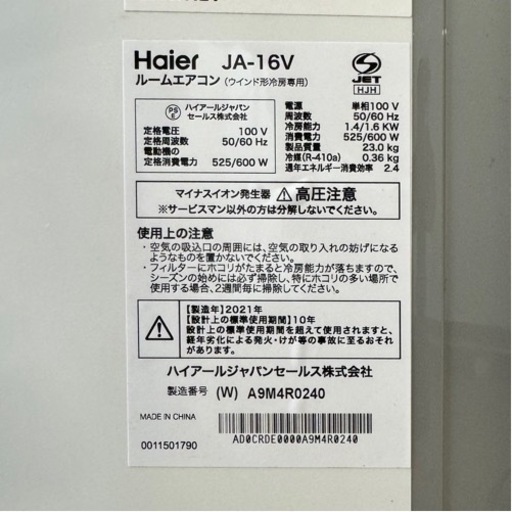 Haier JA-16V
ルームエアコン(ウインド形冷房専用)
JET
HJH
PS
E
ハイアールジャパン
セールス株式会社
定格電圧 100 V
定格周波数 50/60 Hz
電動機の
定格消費電力 525/600 W
電源 単相100 V
周波数 50/60 Hz
冷房能力 1.4/1.6 KW
消費電力 525/600 W
製品質量 23.0 kg
冷媒(R-410a) 0.36 kg
通年エネルギー消費効率 2.4
マイナスイオン発生器 高圧注意
※サービスマン以外の方は分解しないでください。
使用上の注意
・空気の吸込口の周囲には、空気の取り入れの妨げになる
ようなものを置かないでください。
・フィルターにホコリがたまると冷房能力が落ちますので、
シーズンの始めには必ず掃除し、特にホコリの多い場所で
使用する場合、2週間毎に掃除してください。
【製造年】2021年
【設計上の標準使用期間】10年
設計上の標準使用期間を超えて使用されますと、
経年劣化による発火・けが等の事故に至るおそれ
があります。
ハイアールジャパンセールス株式会社
製造番号 (W) A9M4R0240
MADE IN CHINA
0011501790
AD0CRDE0000A9M4R0240